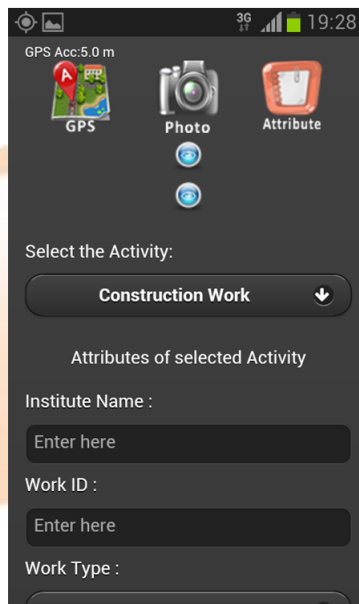 3G 19:28
GPS Acc:5.0 m
A
GPS Photo Attribute
Select the Activity:
Construction Work
Attributes of selected Activity
Institute Name :
Enter here
Work ID :
Enter here
Work Type :